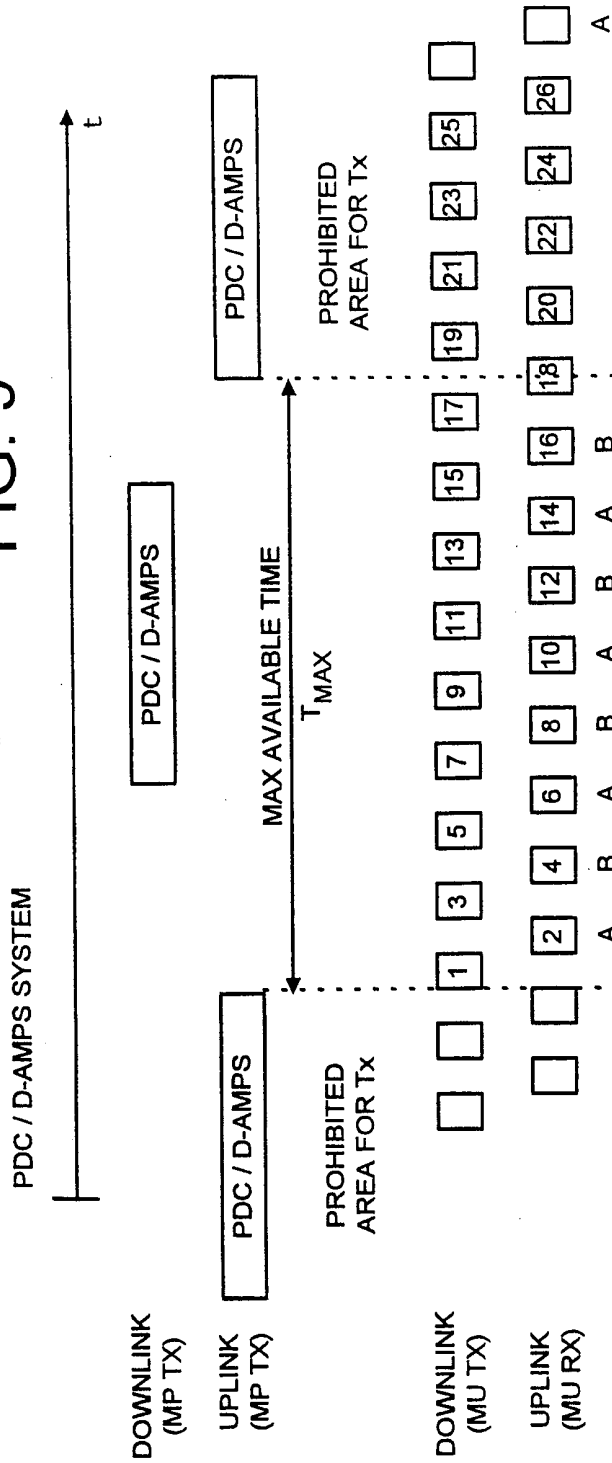 FIG.
PDC / D-AMPS SYSTEM
t
DOWNLINK
(MP TX)
PDC / D-AMPS
UPLINK
(MP TX)
PDC / D-AMPS
PDC / D-AMPS
MAX AVAILABLE TIME
TMAX
PROHIBITED
AREA FOR Tx
PROHIBITED
AREA FOR Tx
DOWNLINK
(MU TX)
1 3 5 7 9 11 13 15 17 19 21 23 25
UPLINK
(MU RX)
2 4 6 8 10 12 14 16 18 20 22 24 26
A B A B A B A B A